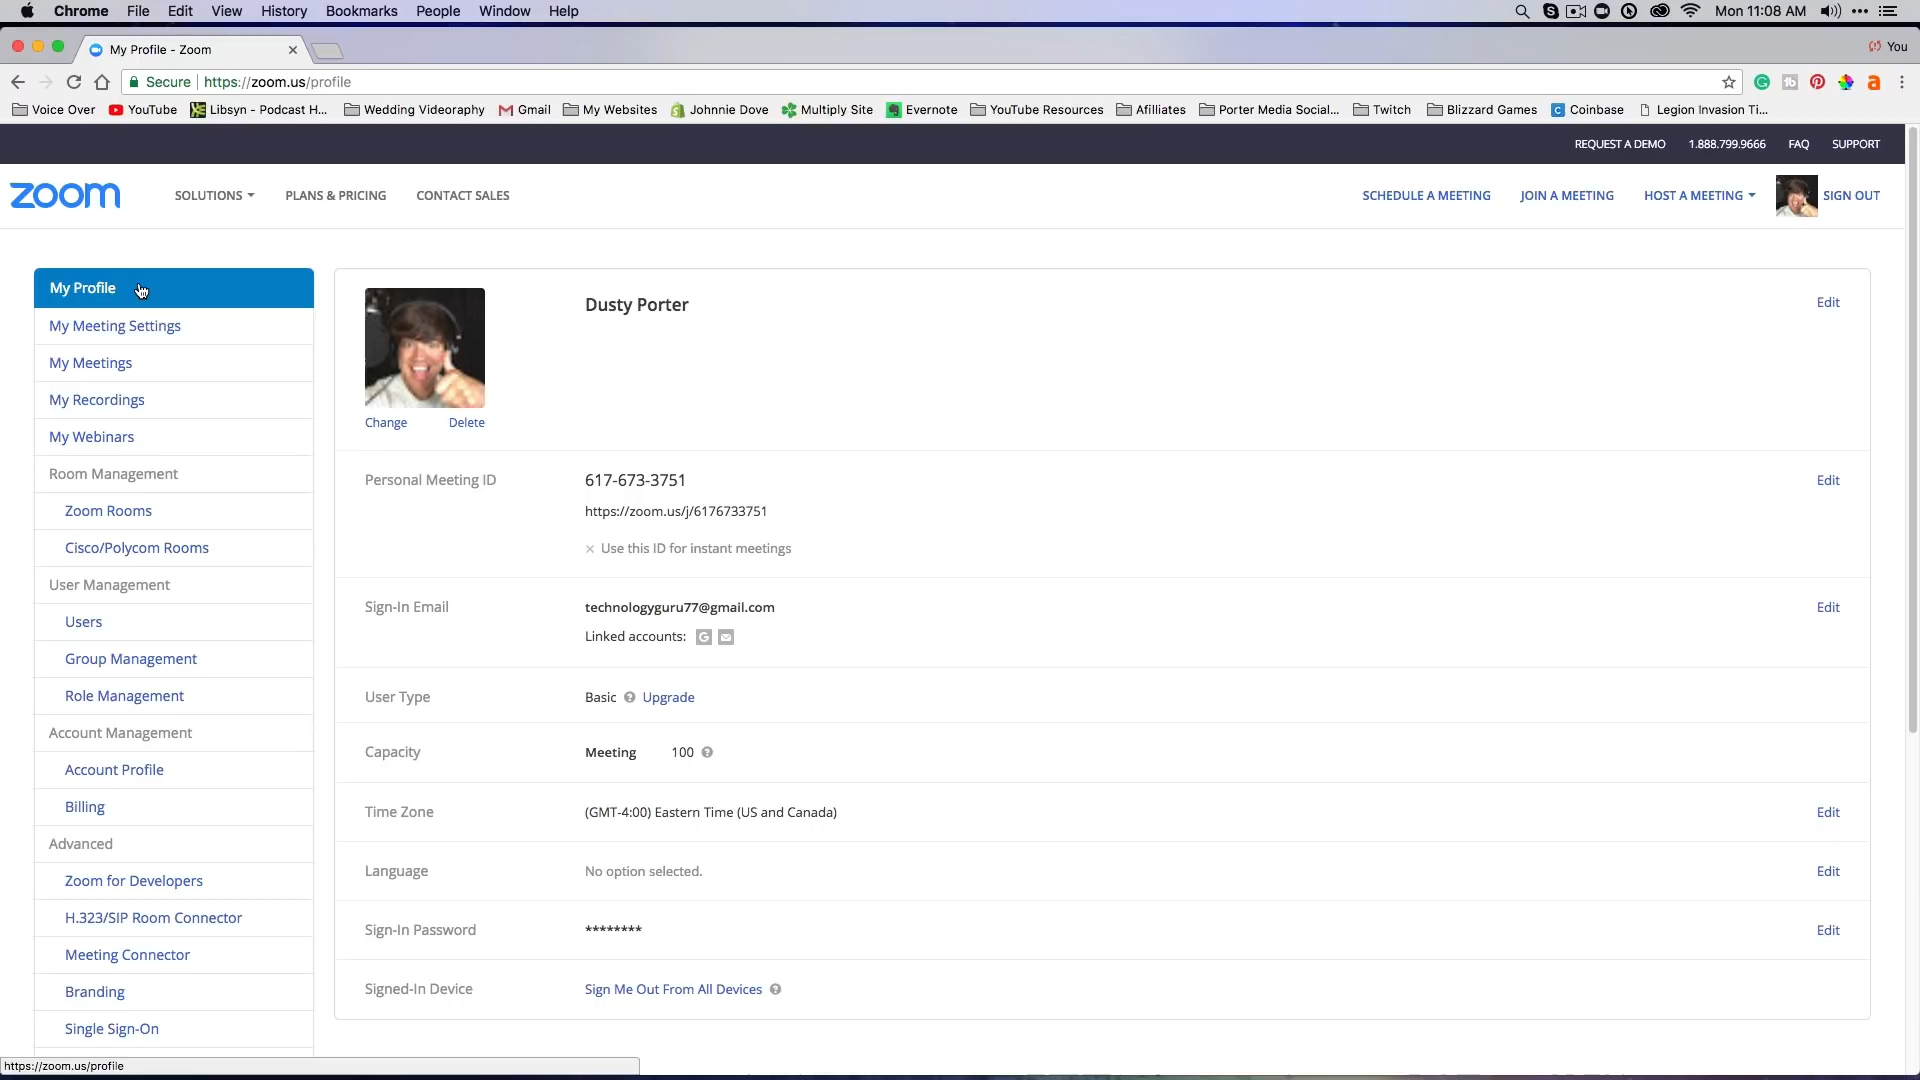 Chrome File Edit View History Bookmarks People Window Help Mon 11:08 AM
My Profile - Zoom You
Secure https://zoom.us/profile
Voice Over YouTube Libsyn - Podcast H... Wedding Videoraphy Gmail My Websites Johnnie Dove Multiply Site Evernote YouTube Resources Afilliates Porter Media Social... Twitch Blizzard Games Coinbase Legion Invasion Ti...
REQUEST A DEMO 1.888.799.9666 FAQ SUPPORT
zoom SOLUTIONS PLANS & PRICING CONTACT SALES SCHEDULE A MEETING JOIN A MEETING HOST A MEETING SIGN OUT
My Profile
My Meeting Settings
My Meetings
My Recordings
My Webinars
Room Management
Zoom Rooms
Cisco/Polycom Rooms
User Management
Users
Group Management
Role Management
Account Management
Account Profile
Billing
Advanced
Zoom for Developers
H.323/SIP Room Connector
Meeting Connector
Branding
Single Sign-On
Dusty Porter Edit
Change Delete
Personal Meeting ID 617-673-3751 Edit
https://zoom.us/j/6176733751
× Use this ID for instant meetings
Sign-In Email technologyguru77@gmail.com Edit
Linked accounts:
User Type Basic Upgrade
Capacity Meeting 100
Time Zone (GMT-4:00) Eastern Time (US and Canada) Edit
Language No option selected. Edit
Sign-In Password ******** Edit
Signed-In Device Sign Me Out From All Devices
https://zoom.us/profile